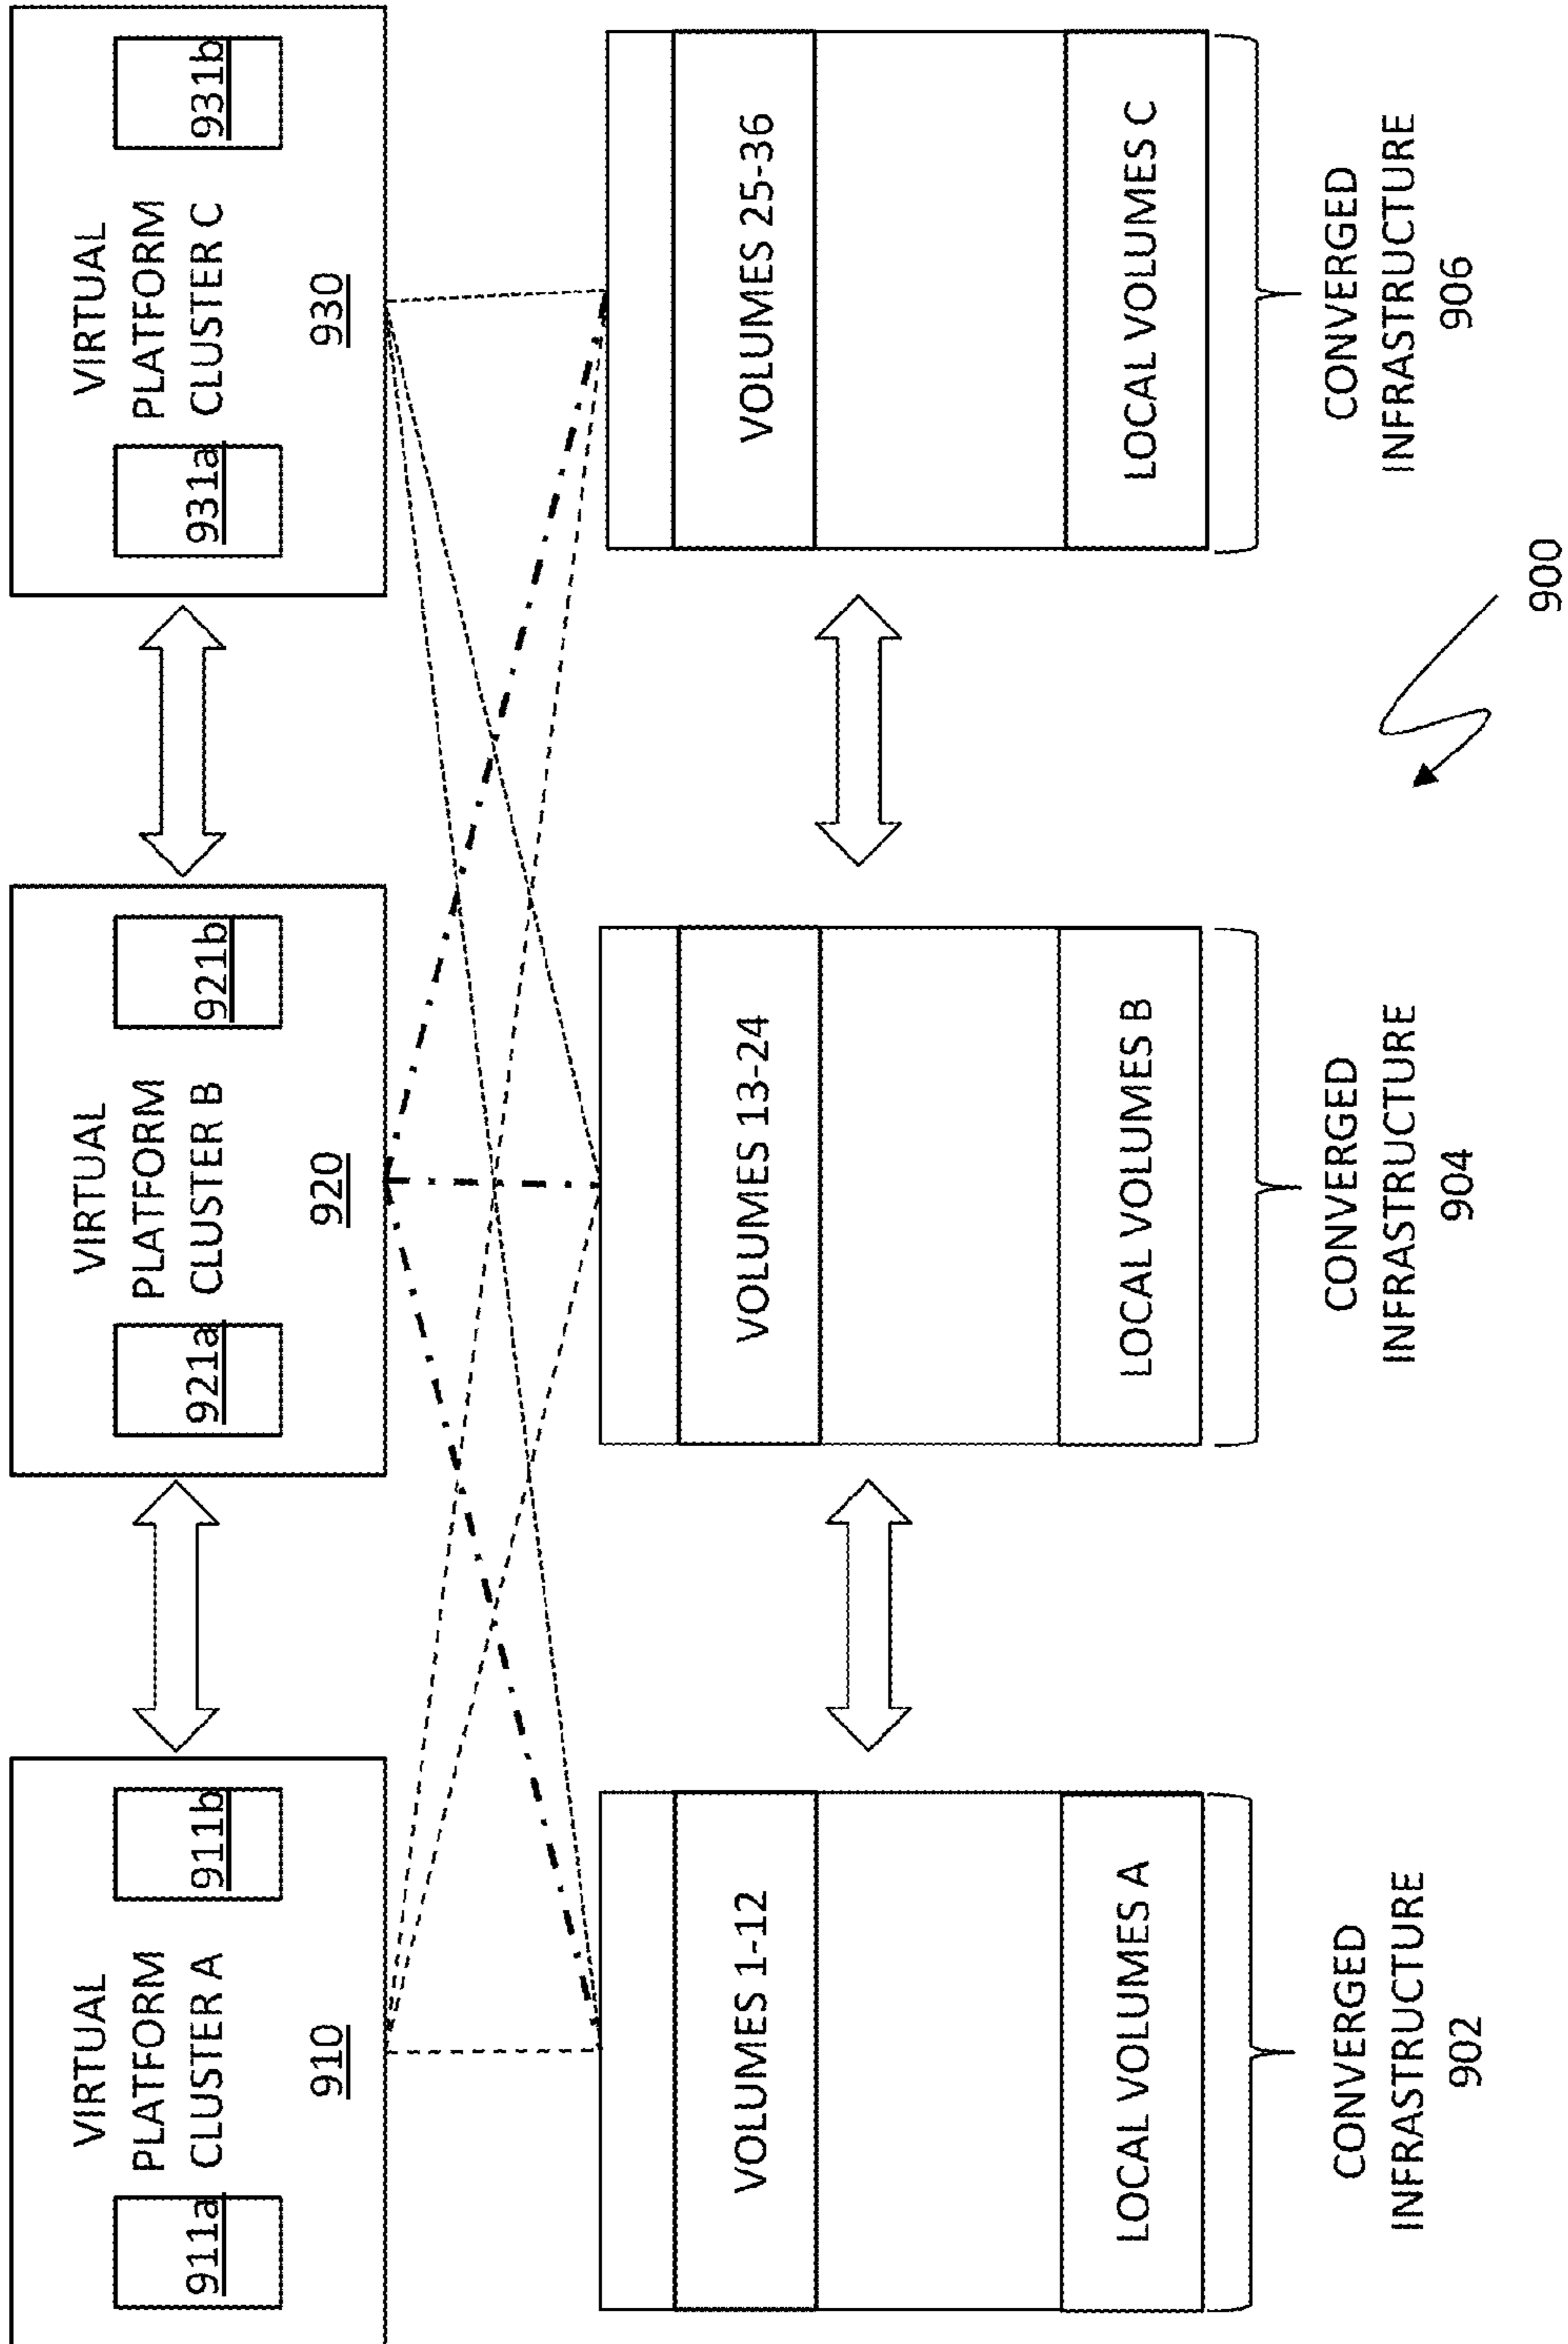 VIRTUAL
PLATFORM
911a CLUSTER A 911b
910
VIRTUAL
PLATFORM
921a CLUSTER B 921b
920
VIRTUAL
PLATFORM
931a CLUSTER C 931b
930
VOLUMES 1-12
LOCAL VOLUMES A
CONVERGED
INFRASTRUCTURE
902
VOLUMES 13-24
LOCAL VOLUMES B
CONVERGED
INFRASTRUCTURE
904
VOLUMES 25-36
LOCAL VOLUMES C
CONVERGED
INFRASTRUCTURE
906
900